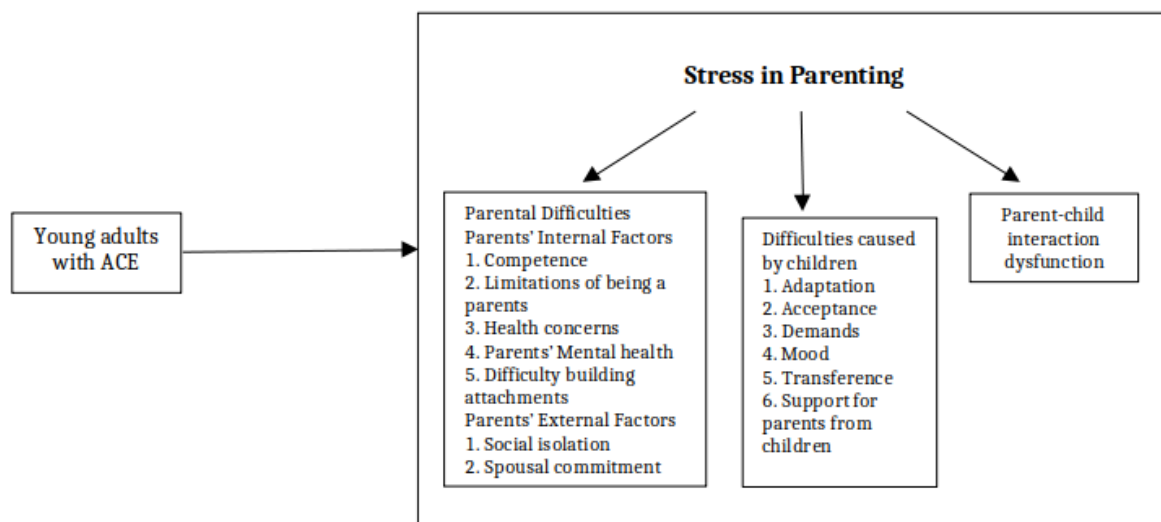 Stress in Parenting
Young adults
with ACE
Parental Difficulties
Parents' Internal Factors
1. Competence
2. Limitations of being a
parents
3. Health concerns
4. Parents' Mental health
5. Difficulty building
attachments
Parents' External Factors
1. Social isolation
2. Spousal commitment
Difficulties caused
by children
1. Adaptation
2. Acceptance
3. Demands
4. Mood
5. Transference
6. Support for
parents from
children
Parent-child
interaction
dysfunction